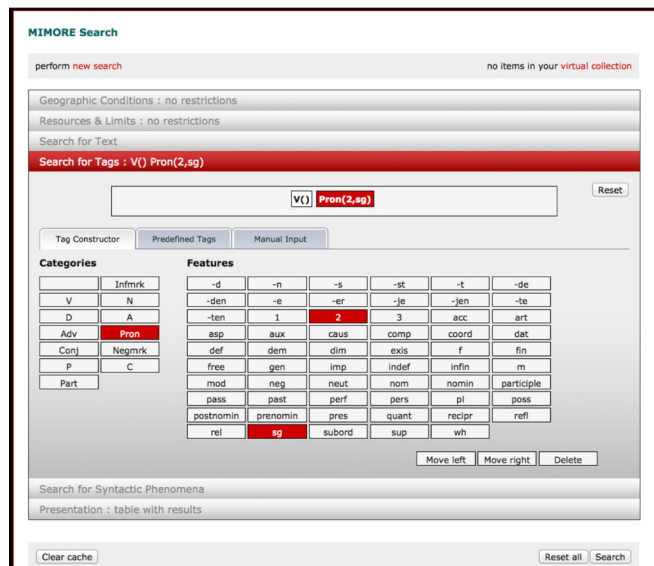 MIMORE Search
perform new search no items in your virtual collection
Geographic Conditions : no restrictions
Resources & Limits : no restrictions
Search for Text
Search for Tags : V() Pron(2,sg)
V() Pron(2,sg) Reset
Tag Constructor Predefined Tags Manual Input
Categories Features
Infmrk -d -n -s -st -t -de
V N -den -e -er -je -jen -te
D A -ten 1 2 3 acc art
Adv Pron asp aux caus comp coord dat
Conj Negmrk def dem dim exis f fin
P C free gen imp indef infin m
Part mod neg neut nom nomin participle
pass past perf pers pl poss
postnomin prenomin pres quant recipr refl
rel sg subord sup wh
Move left Move right Delete
Search for Syntactic Phenomena
Presentation : table with results
Clear cache Reset all Search